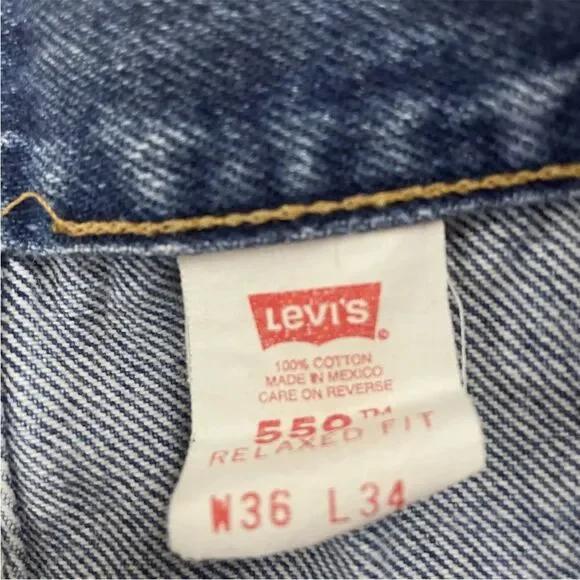 Levi's
100% COTTON
MADE IN MEXICO
CARE ON REVERSE
550™
RELAXED FIT
W36 L34